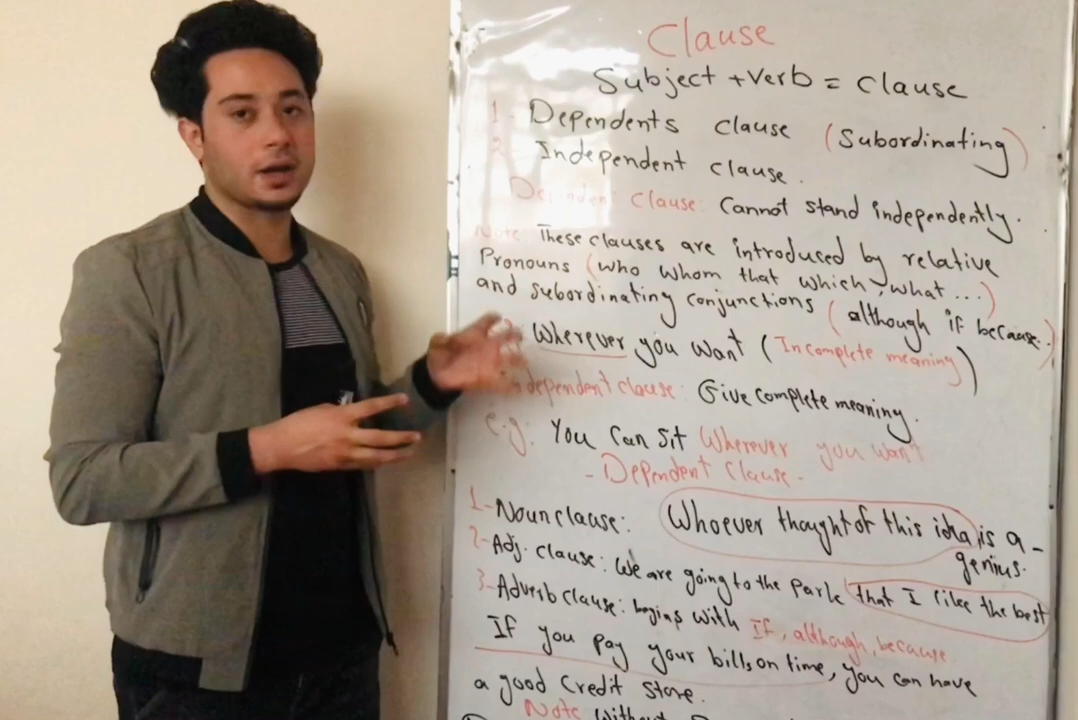 Clause
Subject + Verb = Clause
1- Dependents clause (Subordinating)
2- Independent clause.
Dependent Clause: Cannot stand independently.
Note: These clauses are introduced by relative
Pronouns (who whom that which, what ...)
and subordinating conjunctions (although if because.)
Wherever you want (Incomplete meaning)
independent clause: Give complete meaning.
e.g: You Can Sit Wherever you want
- Dependent Clause -
1- Noun clause: Whoever thought of this idea is a -
genius.
2- Adj. Clause: We are going to the park that I like the best
3- Adverb Clause: begins with If, although, because.
If you pay your bills on time, you can have
a good Credit Store.
Note Without